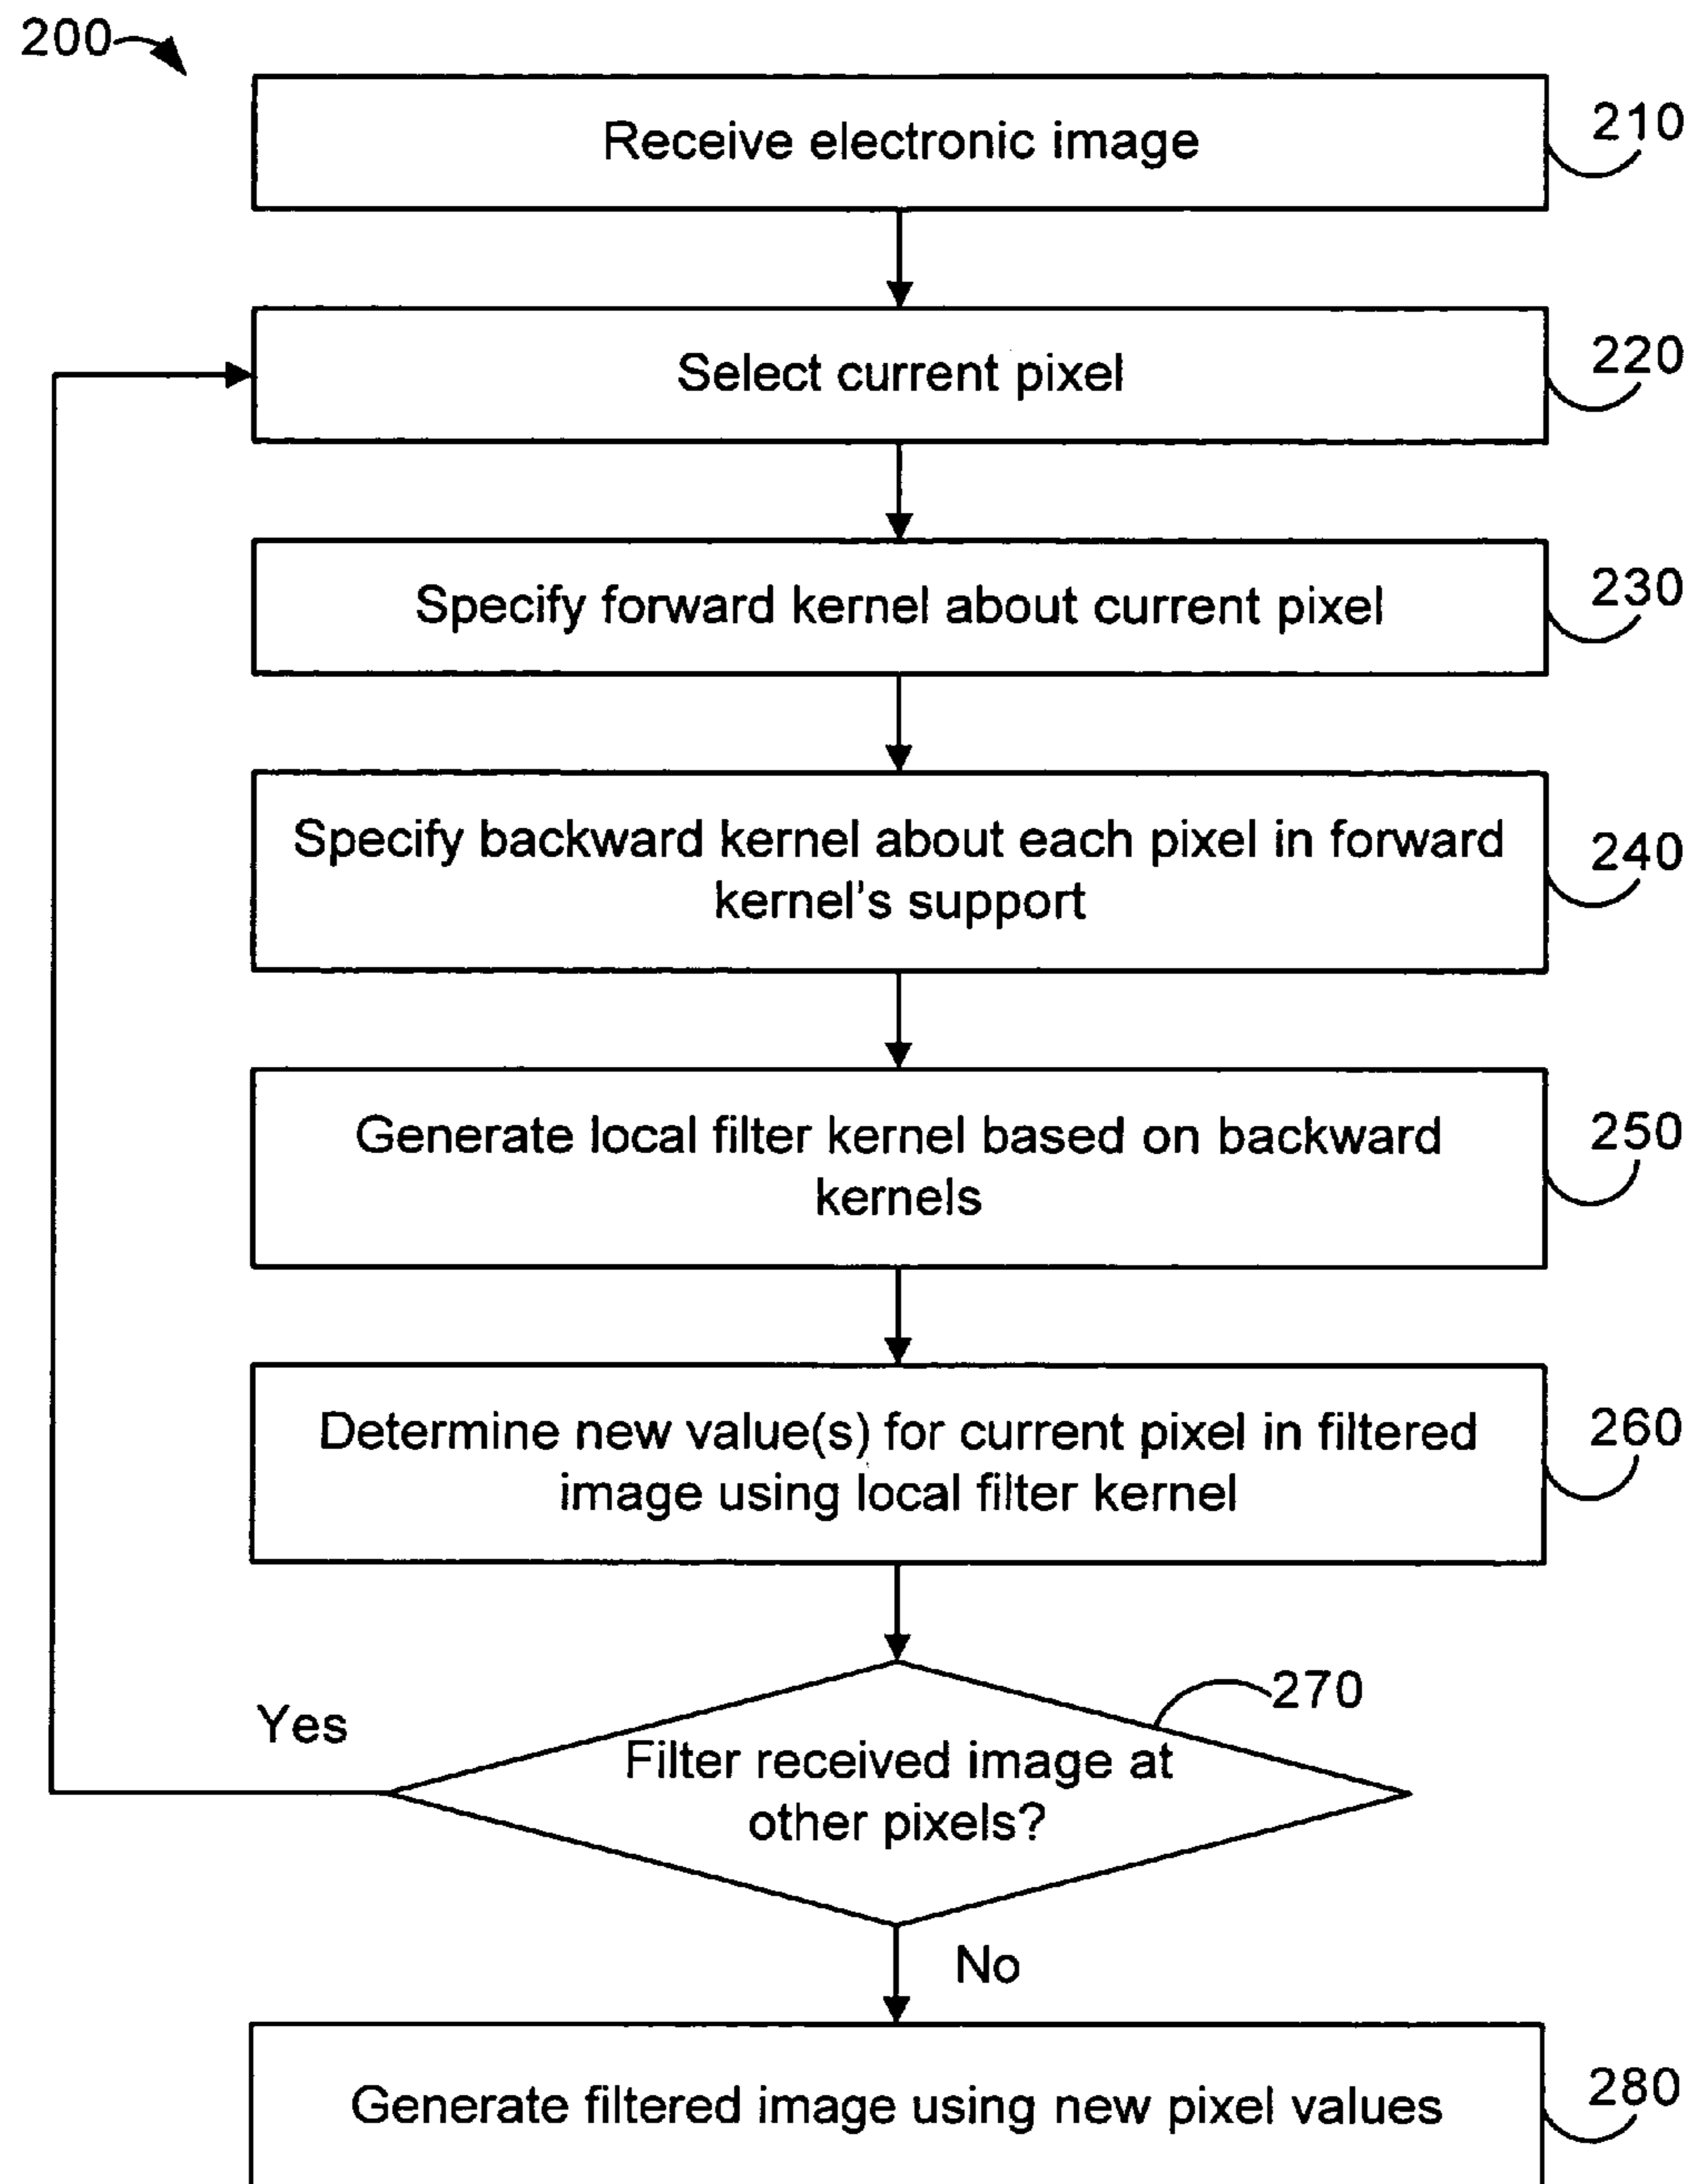 200
Receive electronic image
210
Select current pixel
220
Specify forward kernel about current pixel
230
Specify backward kernel about each pixel in forward
kernel's support
240
Generate local filter kernel based on backward
kernels
250
Determine new value(s) for current pixel in filtered
image using local filter kernel
260
270
Yes
Filter received image at
other pixels?
No
Generate filtered image using new pixel values
280